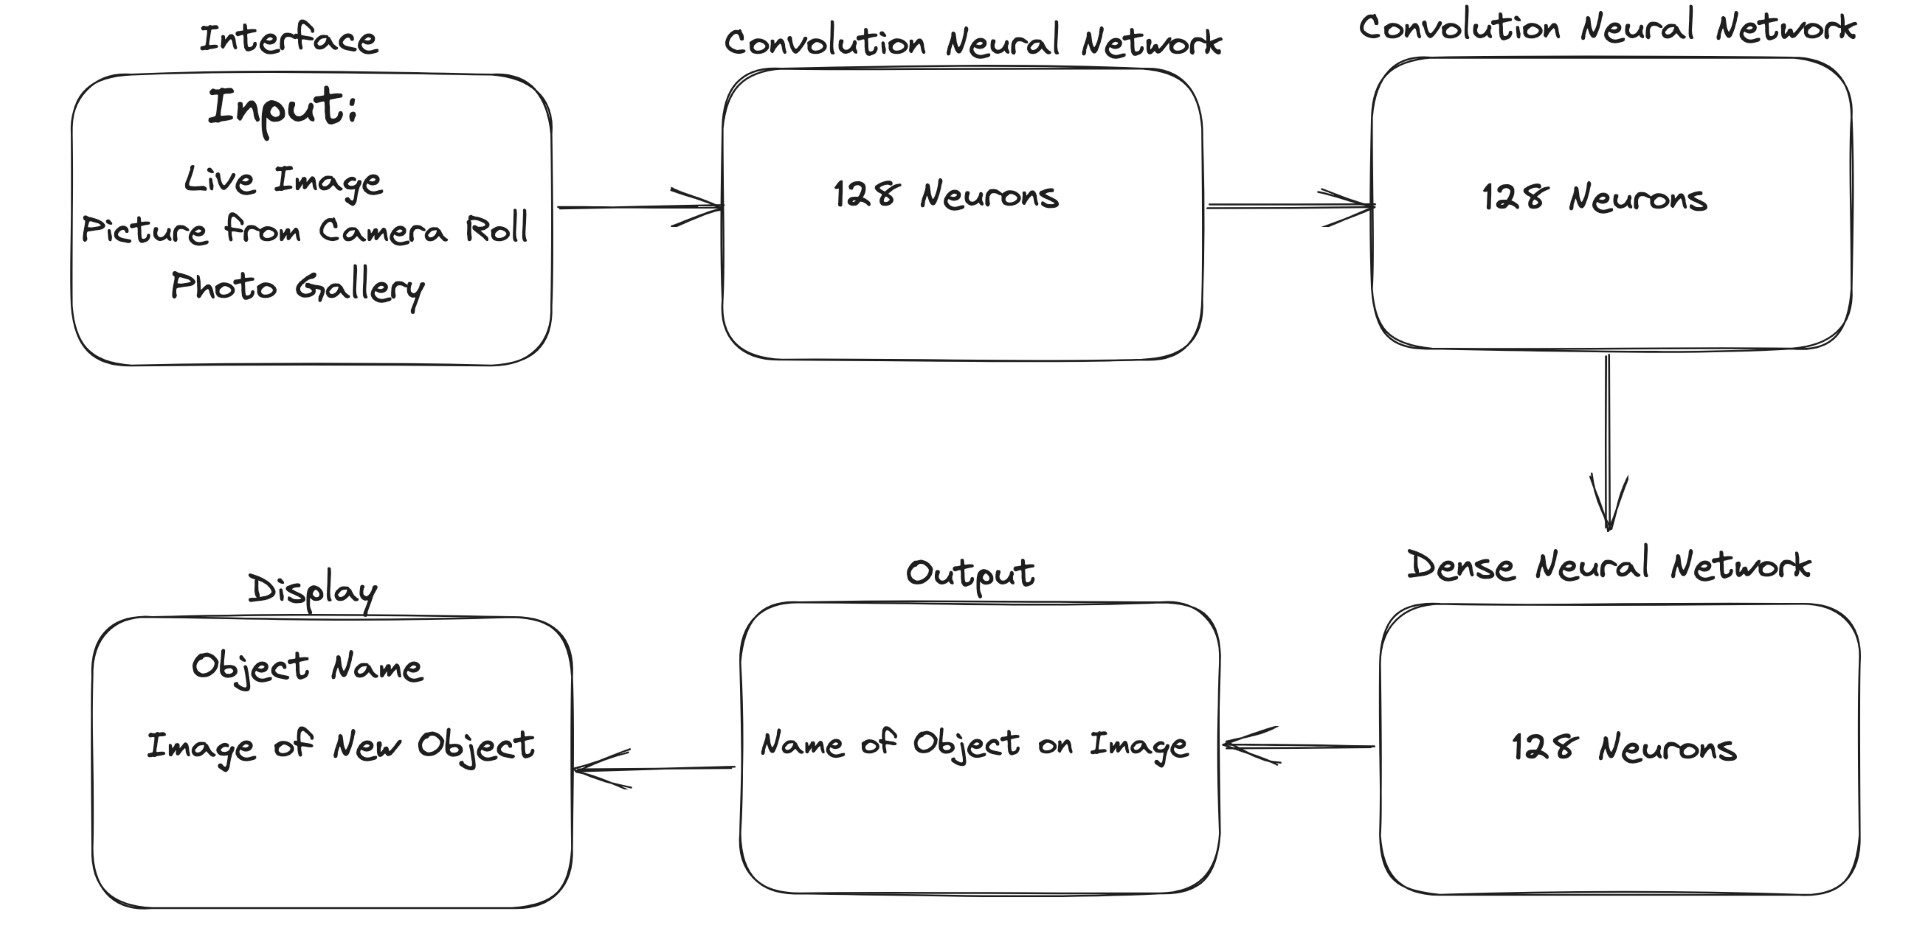 Interface
Input:
Live Image
Picture from Camera Roll
Photo Gallery
Convolution Neural Network
128 Neurons
Convolution Neural Network
128 Neurons
Dense Neural Network
128 Neurons
Output
Name of Object on Image
Display
Object Name
Image of New Object